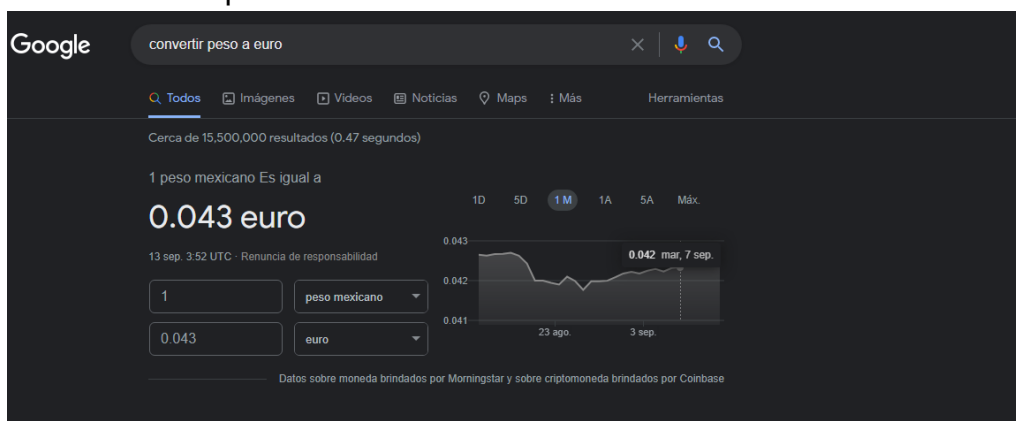 Google
convertir peso a euro
Todos Imágenes Videos Noticias Maps Más Herramientas
Cerca de 15,500,000 resultados (0.47 segundos)
1 peso mexicano Es igual a
0.043 euro
13 sep. 3:52 UTC · Renuncia de responsabilidad
1 peso mexicano
0.043 euro
1D 5D 1 M 1A 5A Máx.
0.043
0.042 mar, 7 sep.
0.042
0.041
23 ago. 3 sep.
Datos sobre moneda brindados por Morningstar y sobre criptomoneda brindados por Coinbase